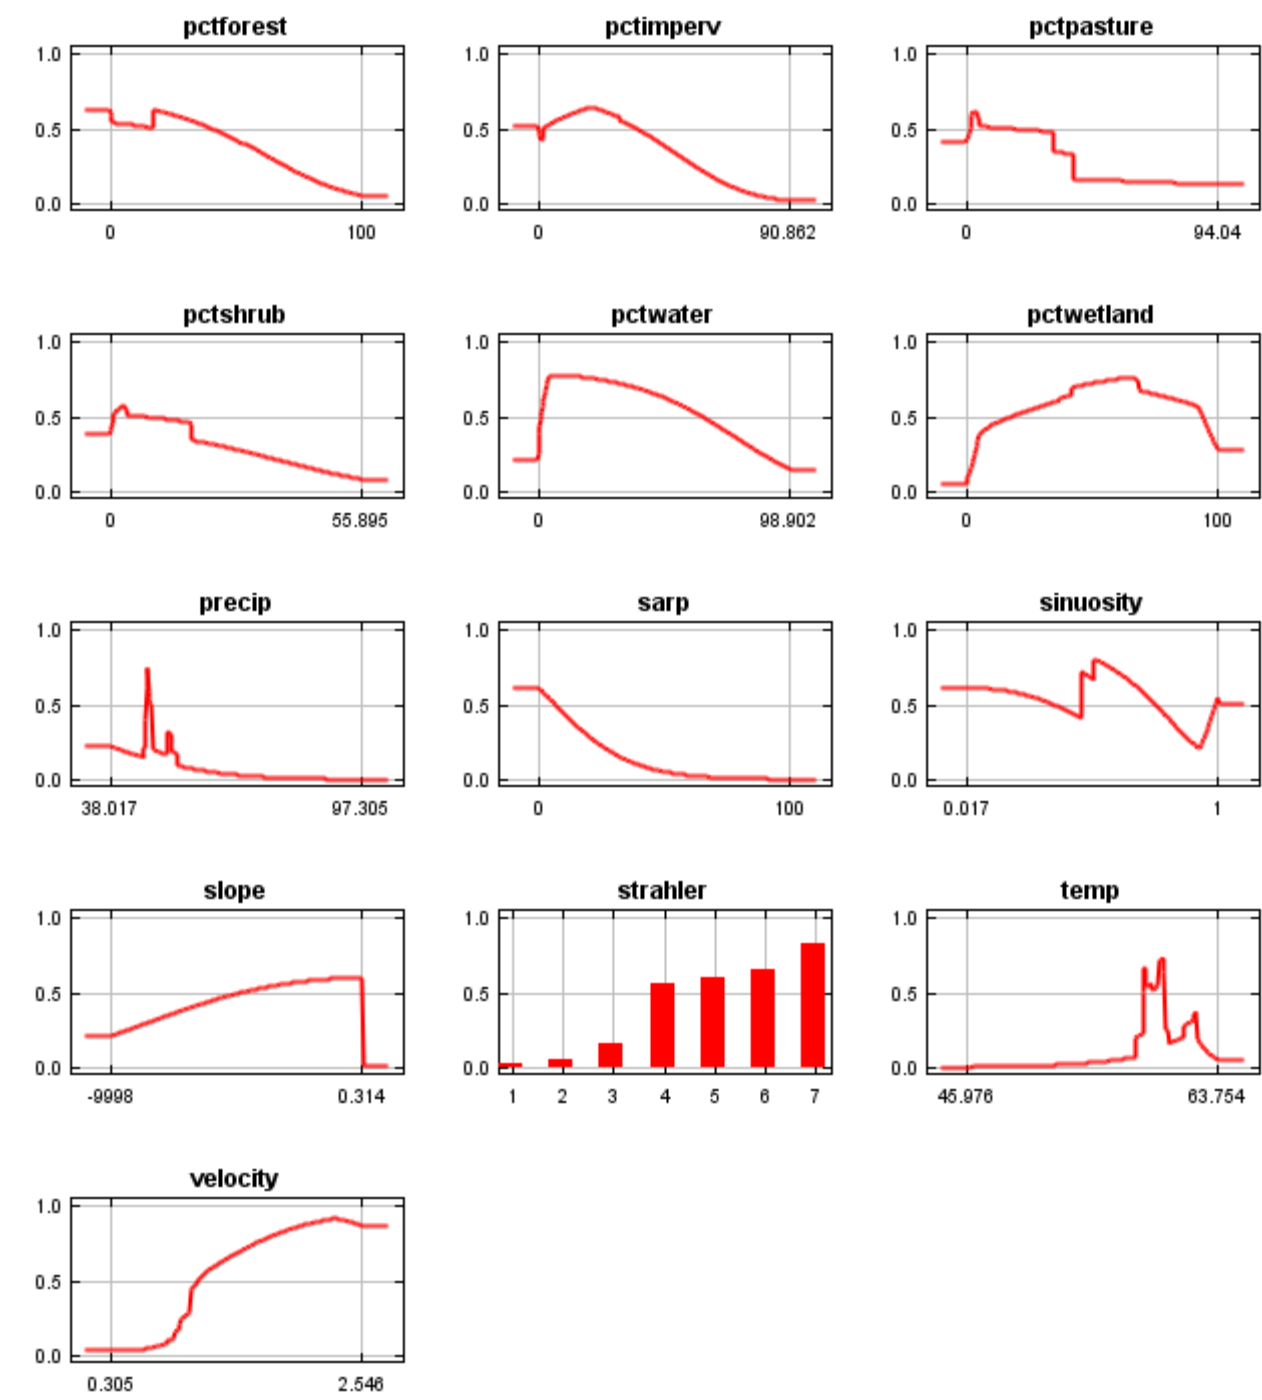 pctforest pctimperv pctpasture
1.0 1.0 1.0
0.5 0.5 0.5
0.0 0.0 0.0
0 100 0 90.862 0 94.04
pctshrub pctwater pctwetland
1.0 1.0 1.0
0.5 0.5 0.5
0.0 0.0 0.0
0 55.895 0 98.902 0 100
precip sarp sinuosity
1.0 1.0 1.0
0.5 0.5 0.5
0.0 0.0 0.0
38.017 97.305 0 100 0.017 1
slope strahler temp
1.0 1.0 1.0
0.5 0.5 0.5
0.0 0.0 0.0
-9998 0.314 1 2 3 4 5 6 7 45.976 63.754
velocity
1.0
0.5
0.0
0.305 2.546